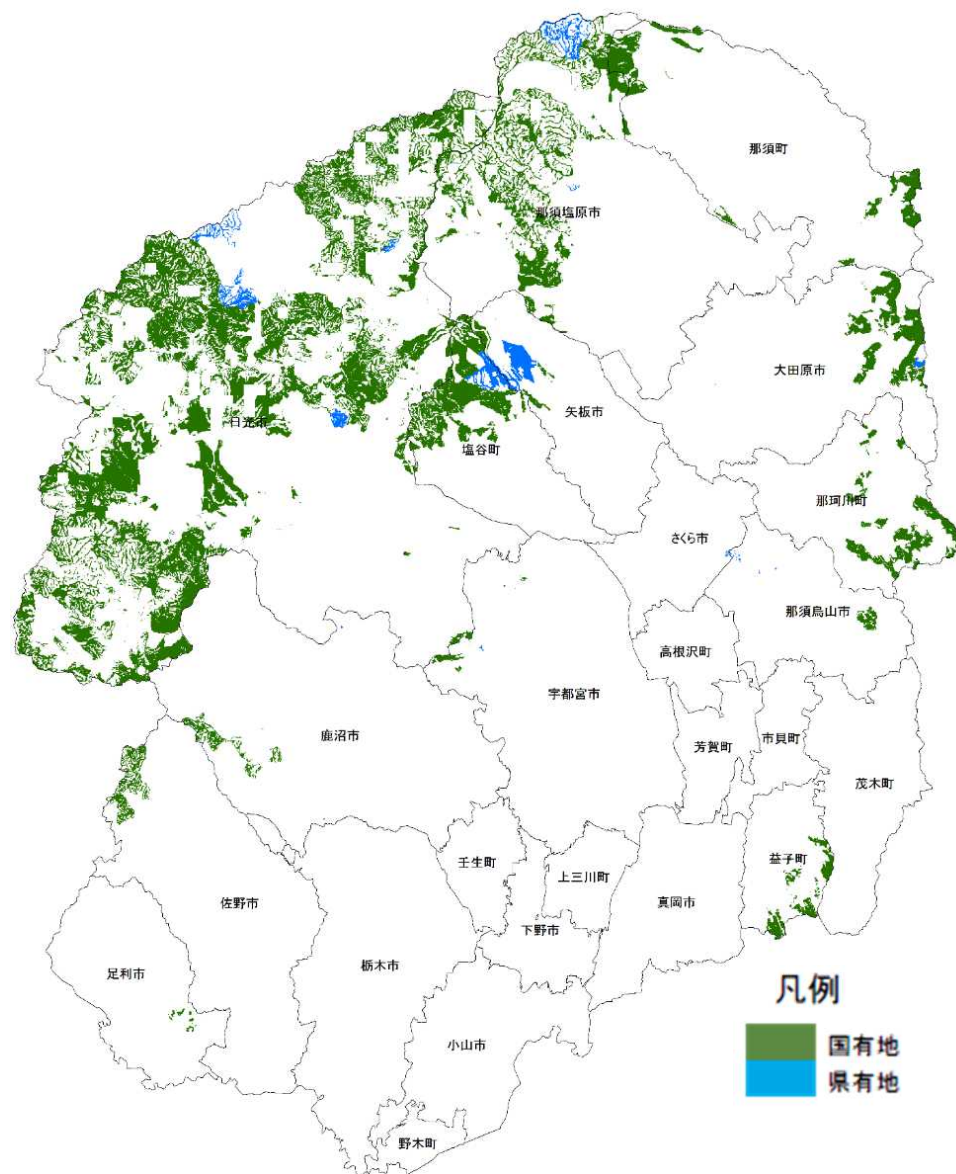 那須町
那須塩原市
大田原市
日光市
矢板市
塩谷町
那珂川町
さくら市
那須烏山市
高根沢町
宇都宮市
鹿沼市
芳賀町
市貝町
茂木町
壬生町
益子町
上三川町
佐野市
真岡市
下野市
足利市
栃木市
小山市
野木町
凡例
国有地
県有地